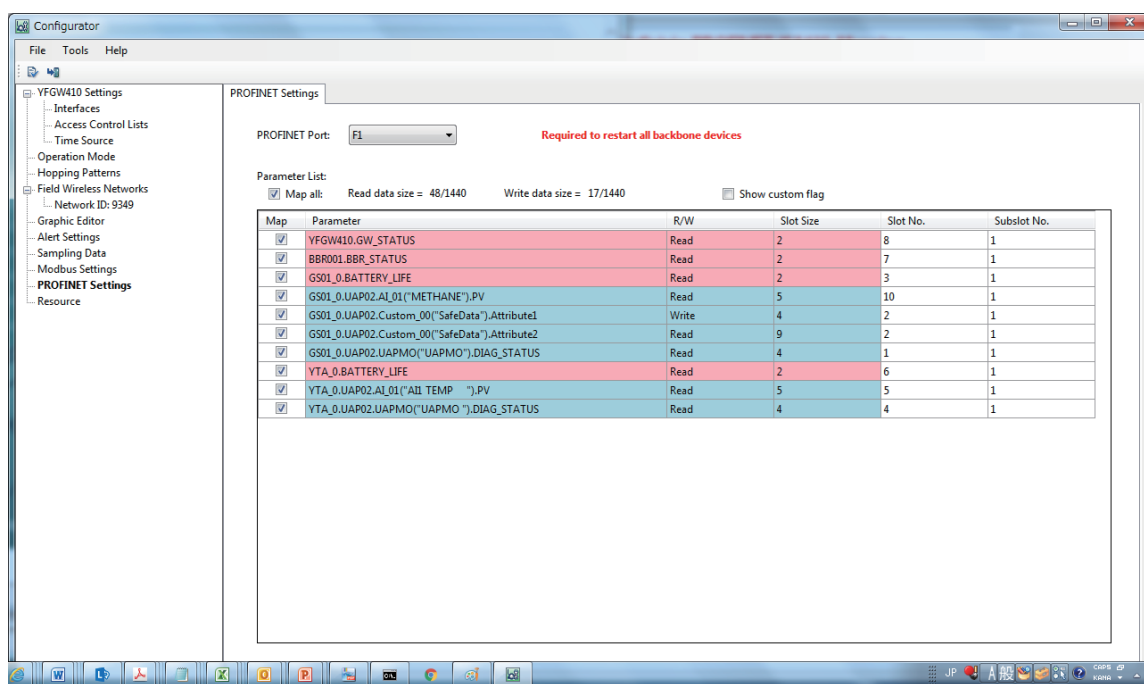 Configurator
File Tools Help
YFGW410 Settings
Interfaces
Access Control Lists
Time Source
Operation Mode
Hopping Patterns
Field Wireless Networks
Network ID: 9349
Graphic Editor
Alert Settings
Sampling Data
Modbus Settings
PROFINET Settings
Resource
PROFINET Settings
PROFINET Port: F1 Required to restart all backbone devices
Parameter List:
Map all: Read data size = 48/1440 Write data size = 17/1440 Show custom flag
Map Parameter R/W Slot Size Slot No. Subslot No.
YFGW410.GW_STATUS Read 2 8 1
BBR001.BBR_STATUS Read 2 7 1
GS01_0.BATTERY_LIFE Read 2 3 1
GS01_0.UAP02.AI_01("METHANE").PV Read 5 10 1
GS01_0.UAP02.Custom_00("SafeData").Attribute1 Write 4 2 1
GS01_0.UAP02.Custom_00("SafeData").Attribute2 Read 9 2 1
GS01_0.UAP02.UAPMO("UAPMO").DIAG_STATUS Read 4 1 1
YTA_0.BATTERY_LIFE Read 2 6 1
YTA_0.UAP02.AI_01("AI1 TEMP     ").PV Read 5 5 1
YTA_0.UAP02.UAPMO("UAPMO ").DIAG_STATUS Read 4 4 1
JP A 般 CAPS
KANA